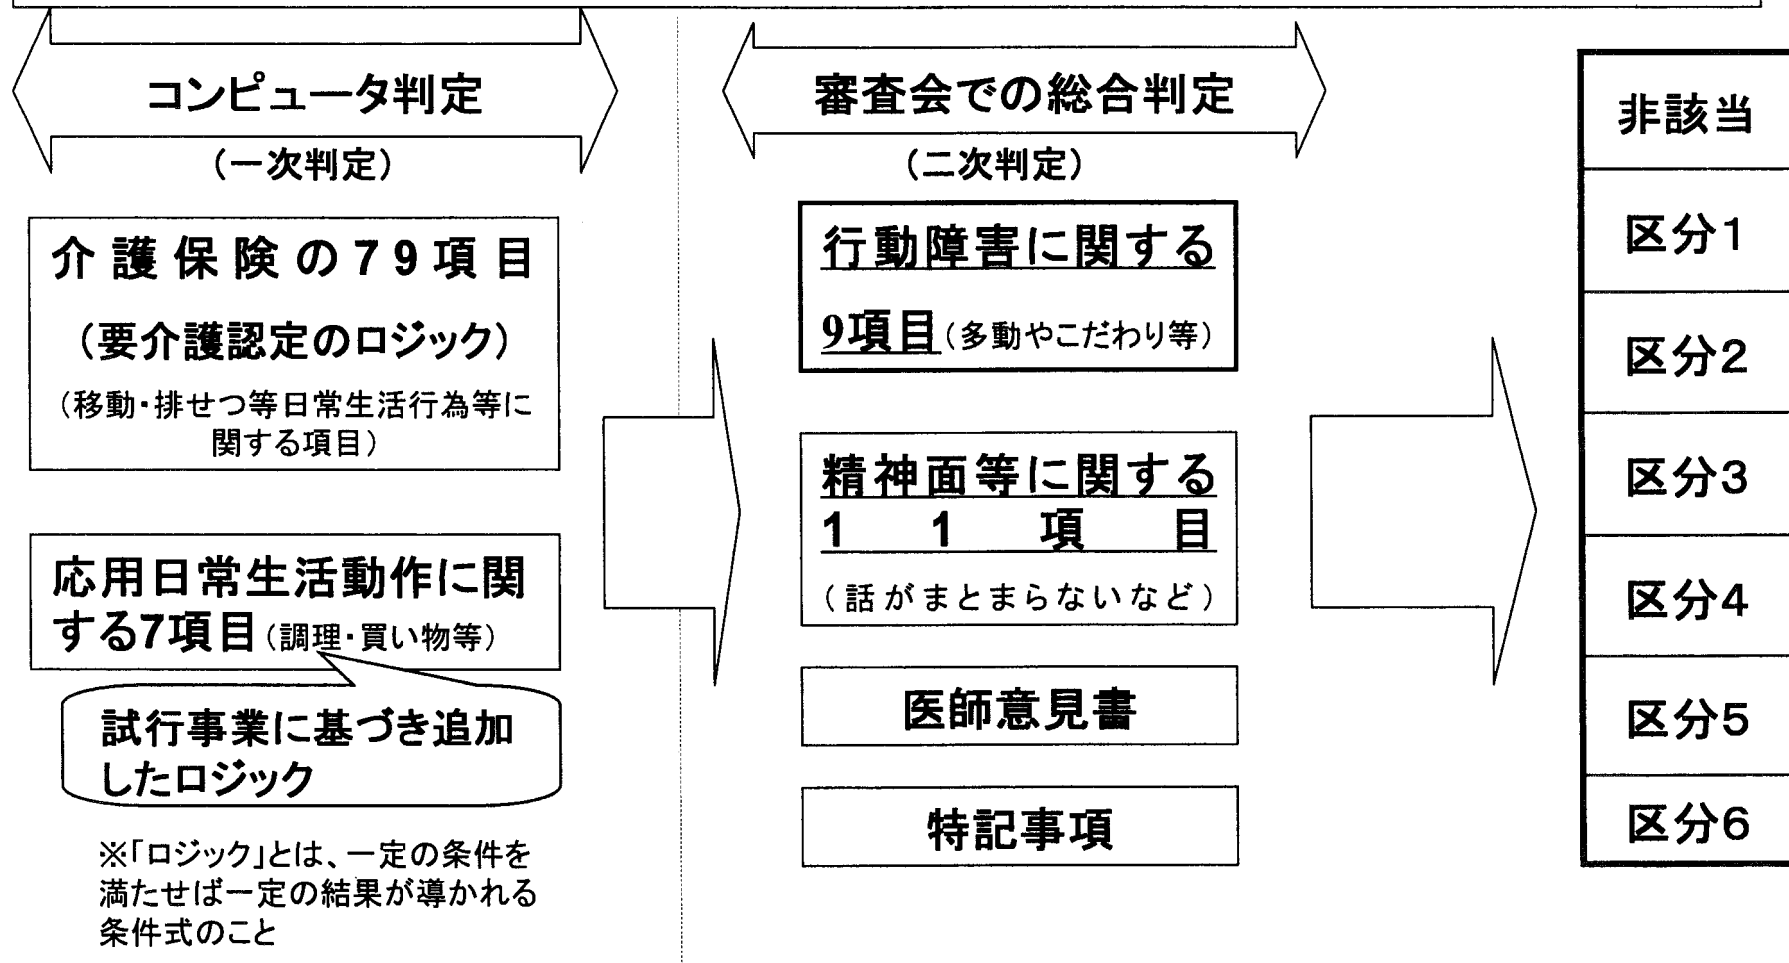 コンピュータ判定
(一次判定)
介護保険の79項目
(要介護認定のロジック)
(移動・排せつ等日常生活行為等に
関する項目)
応用日常生活動作に関
する7項目(調理・買い物等)
試行事業に基づき追加
したロジック
※「ロジック」とは、一定の条件を
満たせば一定の結果が導かれる
条件式のこと
審査会での総合判定
(二次判定)
行動障害に関する
9項目(多動やこだわり等)
精神面等に関する
11項目
(話がまとまらないなど)
医師意見書
特記事項
非該当
区分1
区分2
区分3
区分4
区分5
区分6